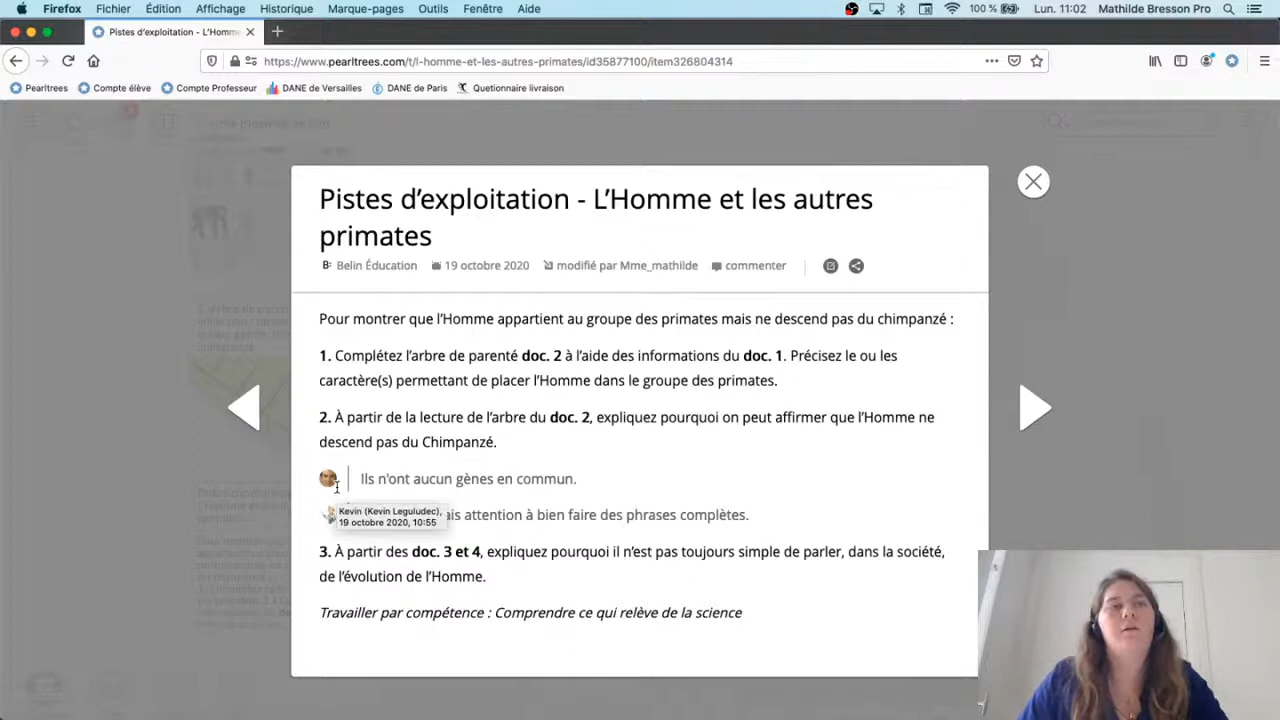 Firefox Fichier Édition Affichage Historique Marque-pages Outils Fenêtre Aide 100 % Lun. 11:02 Mathilde Bresson Pro
Pistes d'exploitation - L'Homme
https://www.pearltrees.com/t/l-homme-et-les-autres-primates/id35877100/item326804314
Pearltrees Compte élève Compte Professeur DANE de Versailles DANE de Paris Quetionnaire livraison
Pistes d'exploitation - L'Homme et les autres
primates
B: Belin Éducation 19 octobre 2020 modifié par Mme_mathilde commenter
Pour montrer que l'Homme appartient au groupe des primates mais ne descend pas du chimpanzé :
1. Complétez l'arbre de parenté doc. 2 à l'aide des informations du doc. 1. Précisez le ou les
caractère(s) permettant de placer l'Homme dans le groupe des primates.
2. À partir de la lecture de l'arbre du doc. 2, expliquez pourquoi on peut affirmer que l'Homme ne
descend pas du Chimpanzé.
Ils n'ont aucun gènes en commun.
Kevin (Kevin Leguludec),
19 octobre 2020, 10:55
ais attention à bien faire des phrases complètes.
3. À partir des doc. 3 et 4, expliquez pourquoi il n'est pas toujours simple de parler, dans la société,
de l'évolution de l'Homme.
Travailler par compétence : Comprendre ce qui relève de la science